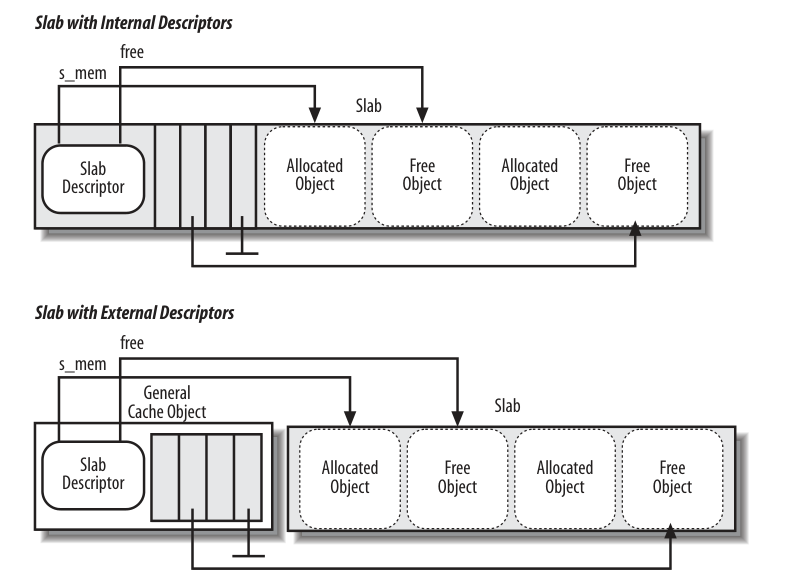 Slab with Internal Descriptors
free
s_mem
Slab
Slab
Descriptor
Allocated
Object
Free
Object
Allocated
Object
Free
Object
Slab with External Descriptors
free
s_mem
General
Cache Object
Slab
Slab
Descriptor
Allocated
Object
Free
Object
Allocated
Object
Free
Object